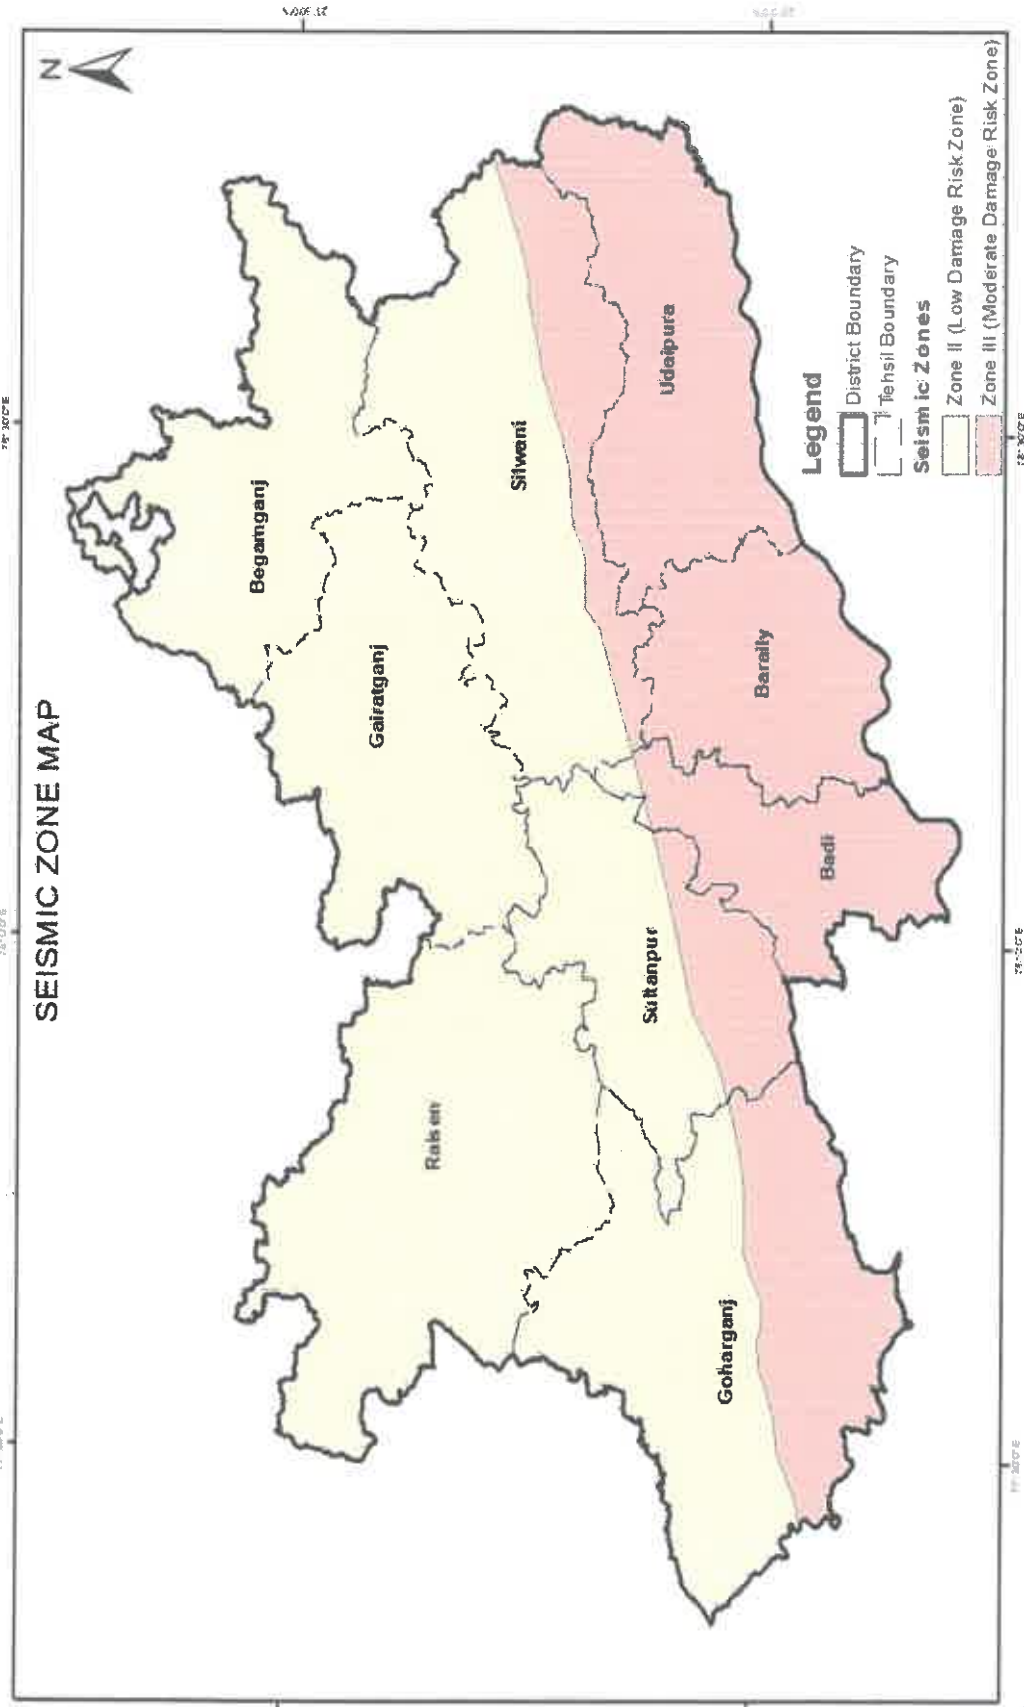 SEISMIC ZONE MAP
N
Begamganj
Gairatganj
Silwani
Raisen
Udaipura
Sultanpur
Baraily
Goharganj
Badi
Legend
District Boundary
Tehsil Boundary
Seismic Zones
Zone II (Low Damage Risk Zone)
Zone III (Moderate Damage Risk Zone)